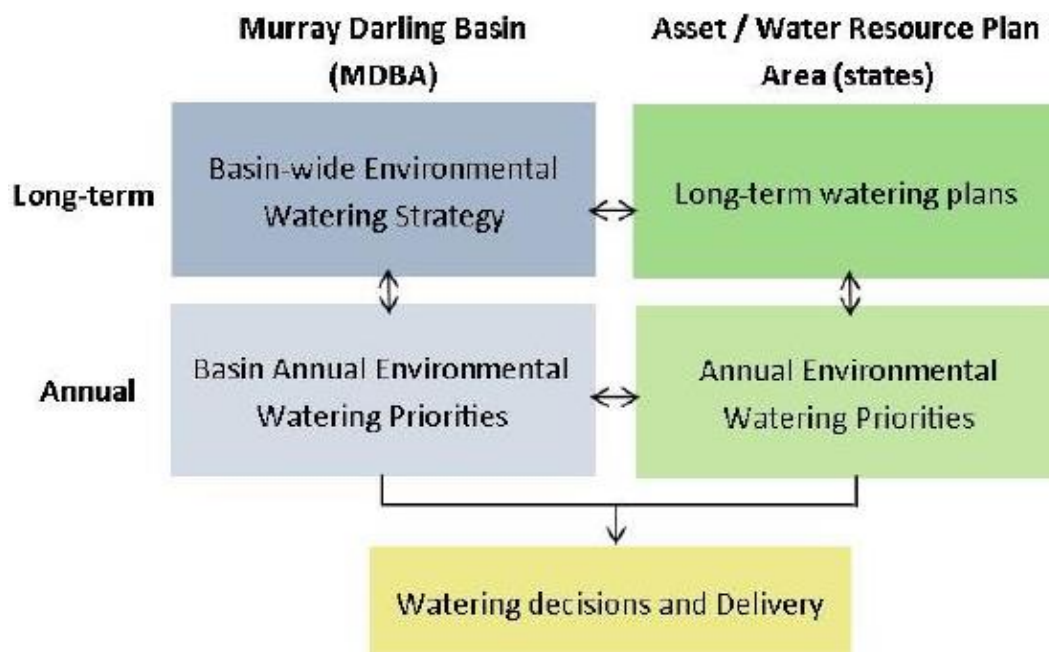 Murray Darling Basin
(MDBA)
Asset / Water Resource Plan
Area (states)
Long-term
Basin-wide Environmental
Watering Strategy
Long-term watering plans
Annual
Basin Annual Environmental
Watering Priorities
Annual Environmental
Watering Priorities
Watering decisions and Delivery